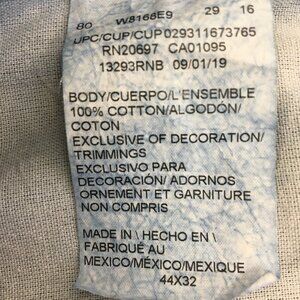 80 W8168E9 29 16
UPC/CUP/CUP029311673765
RN20697 CA01095
13293RNB 09/01/19
BODY/CUERPO/L'ENSEMBLE
100% COTTON/ALGODÓN/
COTON
EXCLUSIVE OF DECORATION/
TRIMMINGS
EXCLUSIVO PARA
DECORACIÓN/ ADORNOS
ORNEMENT ET GARNITURE
NON COMPRIS
MADE IN \ HECHO EN \
FABRIQUÉ AU
MEXICO/MÉXICO/MEXIQUE
44X32